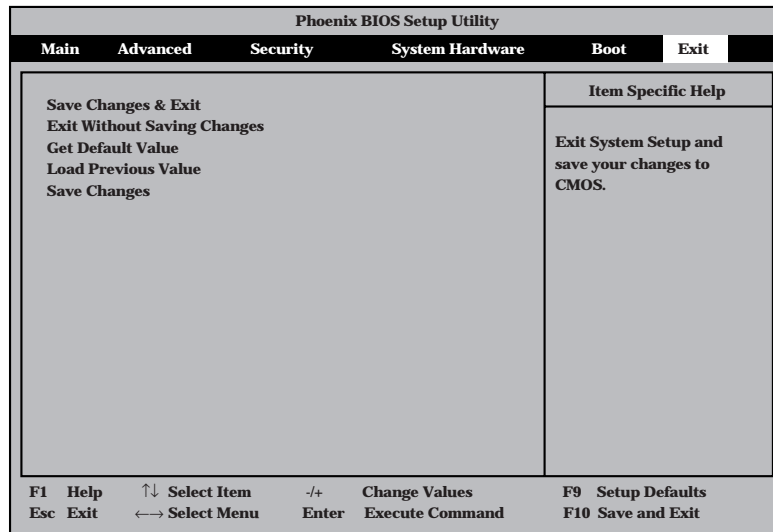 Phoenix BIOS Setup Utility
Main Advanced Security System Hardware Boot Exit
Save Changes & Exit
Exit Without Saving Changes
Get Default Value
Load Previous Value
Save Changes
Item Specific Help
Exit System Setup and
save your changes to
CMOS.
F1 Help ↑↓ Select Item -/+ Change Values F9 Setup Defaults
Esc Exit ←→ Select Menu Enter Execute Command F10 Save and Exit